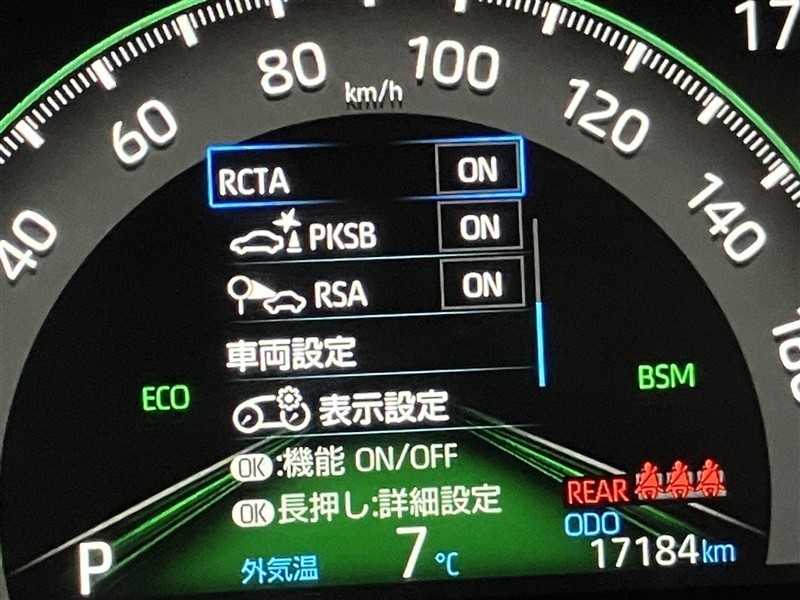 17
80
100
km/h
60
120
40
140
RCTA ON
PKSB ON
RSA ON
車両設定
ECO
BSM
表示設定
OK:機能 ON/OFF
OK長押し:詳細設定
REAR
ODO
17184km
P
外気温 7℃